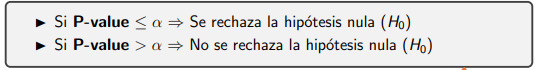 ▶ Si P-value ≤ α ⇒ Se rechaza la hipótesis nula (H₀)
▶ Si P-value > α ⇒ No se rechaza la hipótesis nula (H₀)